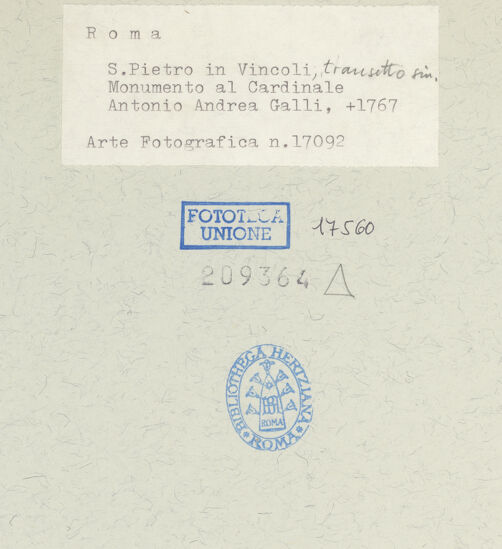 Roma
S.Pietro in Vincoli, transetto sin.
Monumento al Cardinale
Antonio Andrea Galli, +1767
Arte Fotografica n.17092
FOTOTECA
UNIONE
17560
209364
BIBLIOTHECA HERTZIANA
ROMA
ROMA